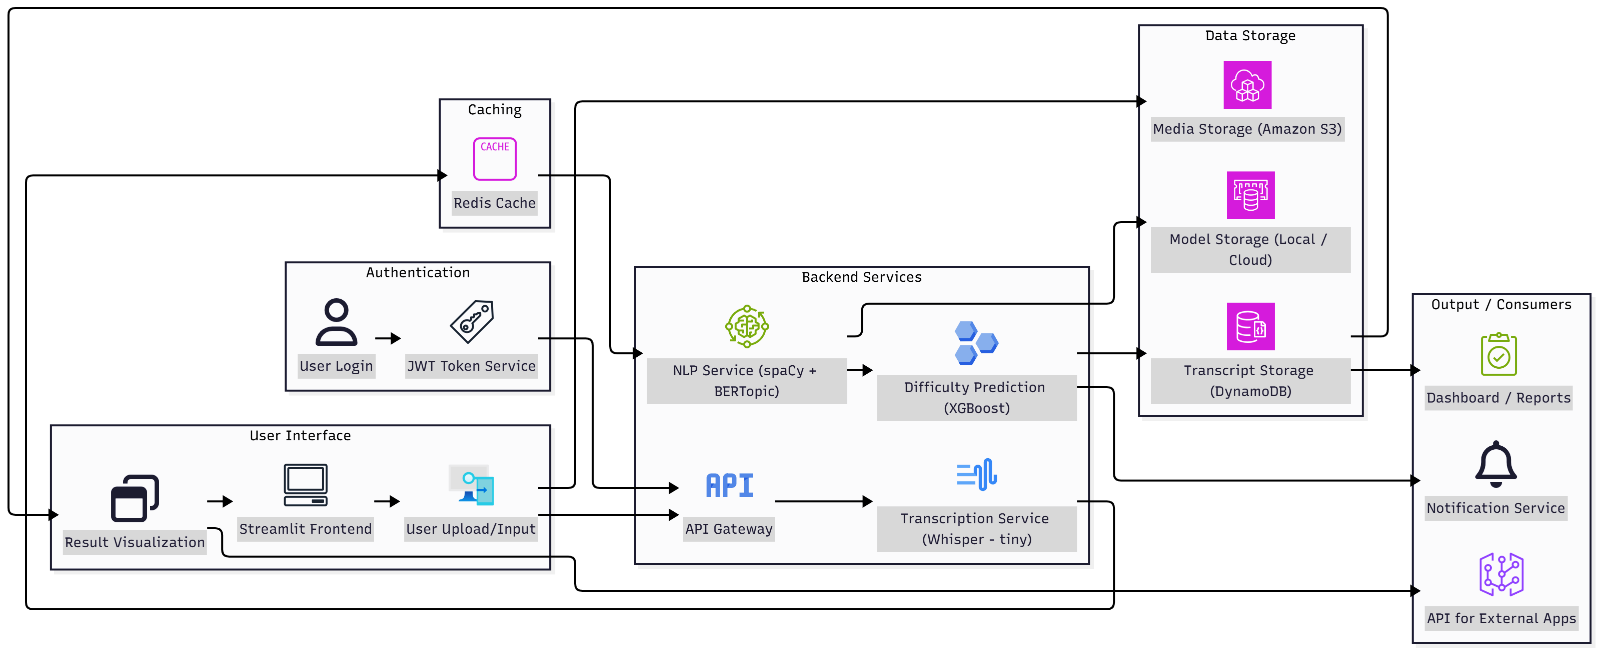 Data Storage
Media Storage (Amazon S3)
Model Storage (Local /
Cloud)
Transcript Storage
(DynamoDB)
Caching
CACHE
Redis Cache
Authentication
User Login
JWT Token Service
Backend Services
NLP Service (spaCy +
BERTopic)
Difficulty Prediction
(XGBoost)
API
API Gateway
Transcription Service
(Whisper - tiny)
Output / Consumers
Dashboard / Reports
Notification Service
API for External Apps
User Interface
Result Visualization
Streamlit Frontend
User Upload/Input